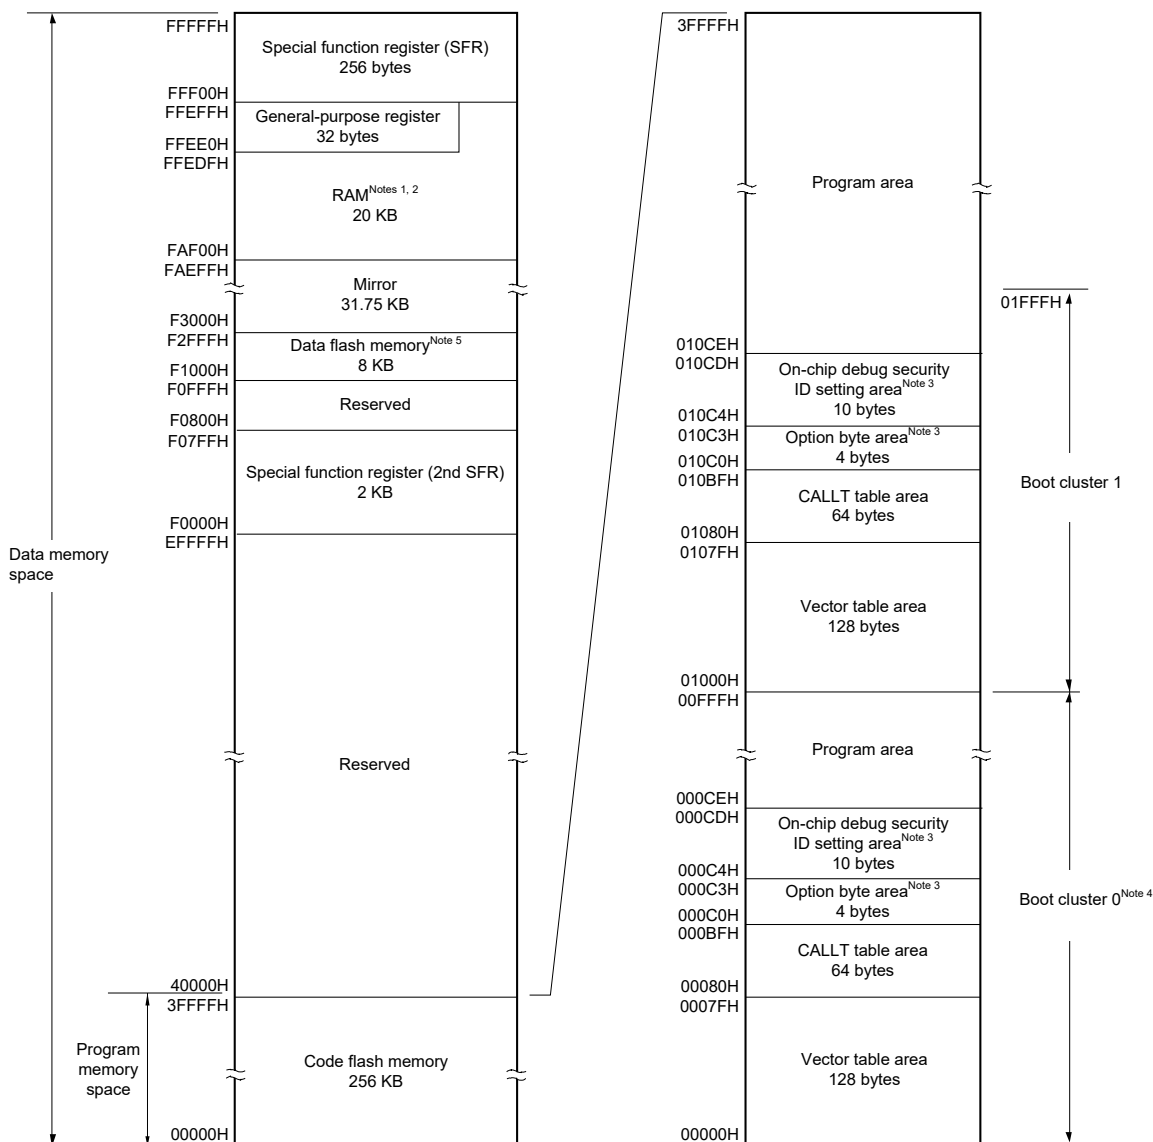 FFFFFH
Special function register (SFR)
256 bytes
FFF00H
FFEFFH
General-purpose register
32 bytes
FFEE0H
FFEDFH
RAMNotes 1, 2
20 KB
FAF00H
FAEFFH
Mirror
31.75 KB
F3000H
F2FFFH
Data flash memoryNote 5
8 KB
F1000H
F0FFFH
Reserved
F0800H
F07FFH
Special function register (2nd SFR)
2 KB
F0000H
EFFFFH
Data memory
space
Reserved
40000H
3FFFFH
Program
memory
space
Code flash memory
256 KB
00000H
3FFFFH
Program area
01FFFH
010CEH
010CDH
On-chip debug security
ID setting areaNote 3
10 bytes
010C4H
010C3H
Option byte areaNote 3
4 bytes
010C0H
010BFH
CALLT table area
64 bytes
Boot cluster 1
01080H
0107FH
Vector table area
128 bytes
01000H
00FFFH
Program area
000CEH
000CDH
On-chip debug security
ID setting areaNote 3
10 bytes
000C4H
000C3H
Option byte areaNote 3
4 bytes
000C0H
000BFH
Boot cluster 0Note 4
CALLT table area
64 bytes
00080H
0007FH
Vector table area
128 bytes
00000H